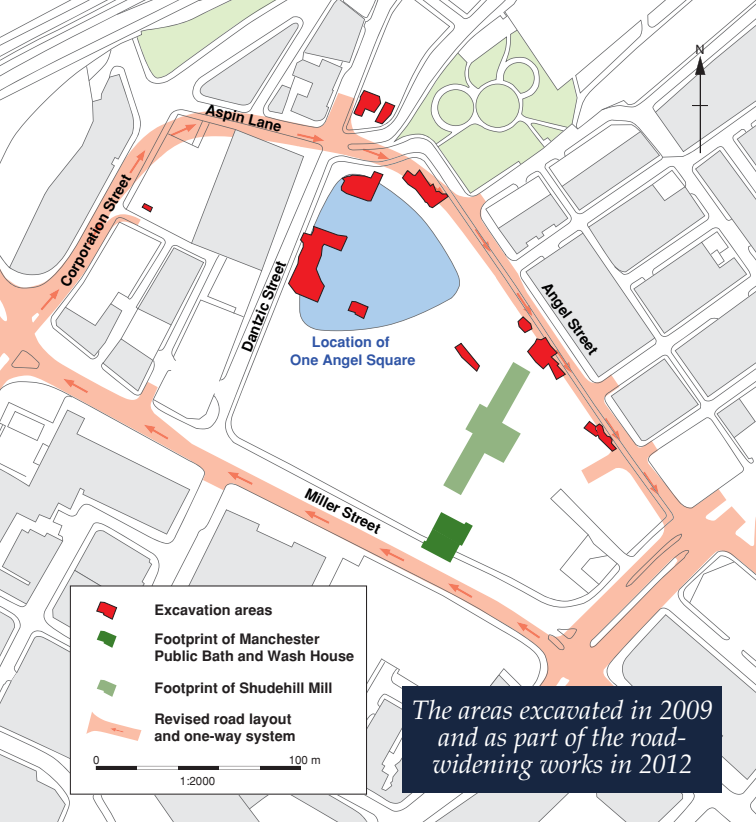 N
Aspin Lane
Corporation Street
Dantzic Street
Angel Street
Location of
One Angel Square
Miller Street
Excavation areas
Footprint of Manchester
Public Bath and Wash House
Footprint of Shudehill Mill
Revised road layout
and one-way system
0 100 m
1:2000
The areas excavated in 2009
and as part of the road-
widening works in 2012